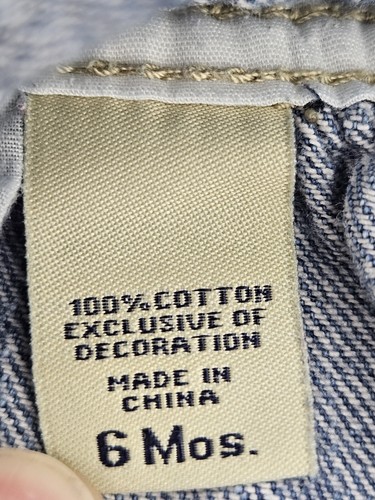 100% COTTON
EXCLUSIVE OF
DECORATION
MADE IN
CHINA
6 Mos.